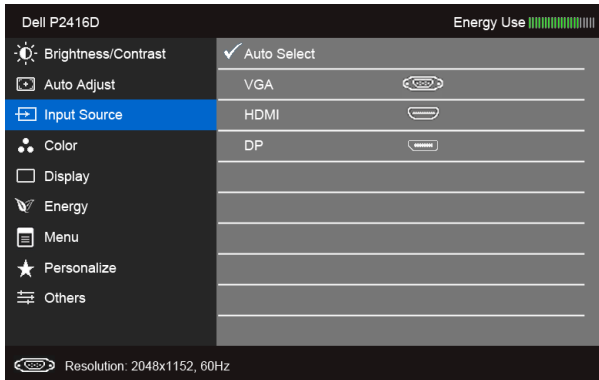 Dell P2416D Energy Use
Brightness/Contrast Auto Select
Auto Adjust VGA
Input Source HDMI
Color DP
Display
Energy
Menu
Personalize
Others
Resolution: 2048x1152, 60Hz